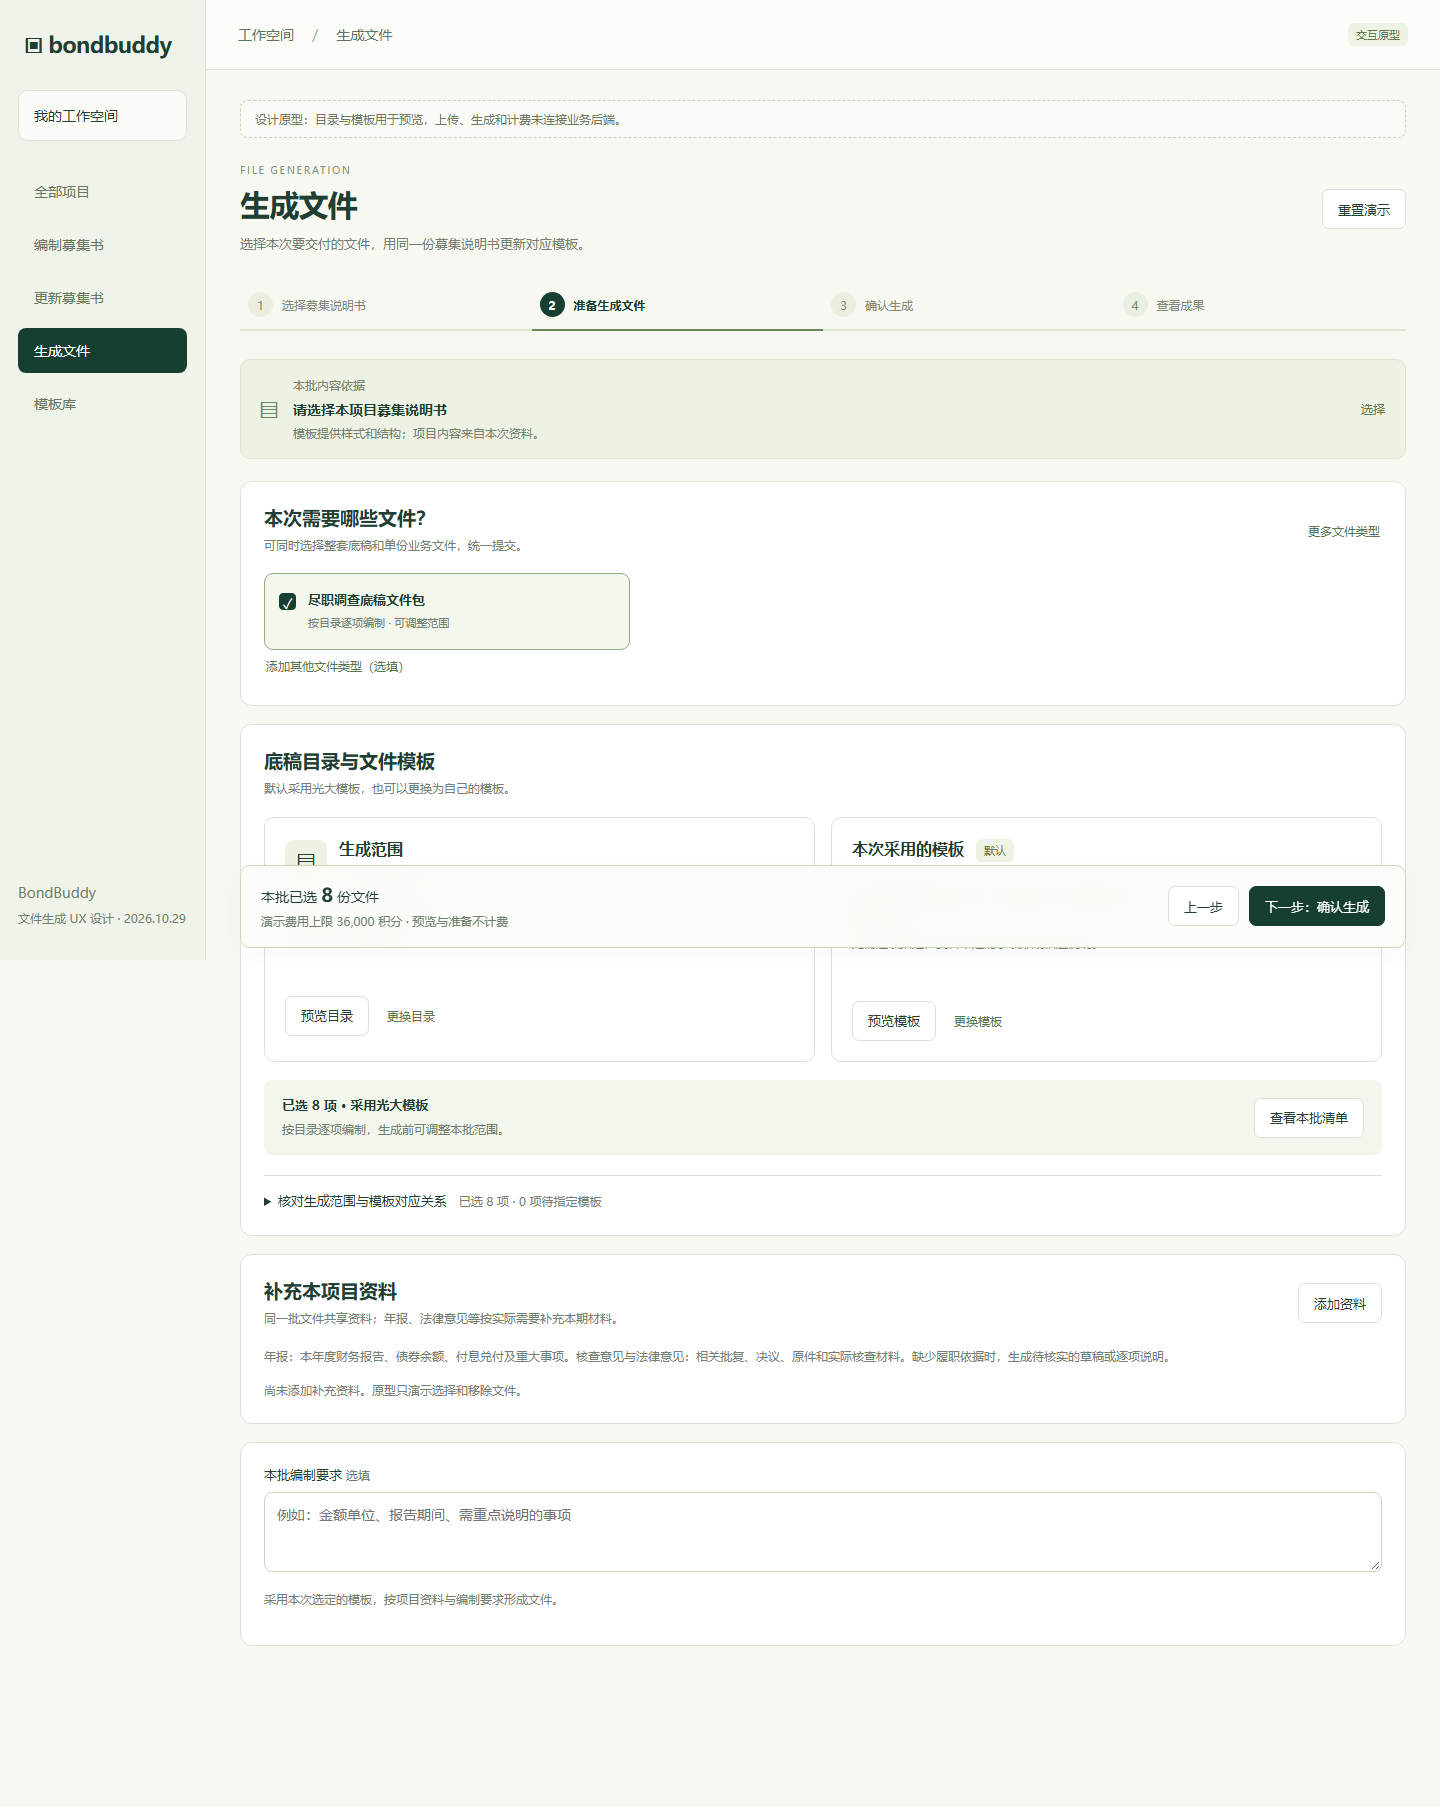 bondbuddy
我的工作空间
全部项目
编制募集书
更新募集书
生成文件
模板库
BondBuddy
文件生成 UX 设计 · 2026.10.29
工作空间 / 生成文件
交互原型
设计原型：目录与模板用于预览，上传、生成和计费未连接业务后端。
FILE GENERATION
生成文件
选择本次要交付的文件，用同一份募集说明书更新对应模板。
重置演示
1 选择募集说明书
2 准备生成文件
3 确认生成
4 查看成果
本批内容依据
请选择本项目募集说明书
模板提供样式和结构；项目内容来自本次资料。
选择
本次需要哪些文件？
可同时选择整套底稿和单份业务文件，统一提交。
更多文件类型
尽职调查底稿文件包
按目录逐项编制 · 可调整范围
添加其他文件类型（选填）
底稿目录与文件模板
默认采用光大模板，也可以更换为自己的模板。
生成范围
本次采用的模板 默认
本批已选 8 份文件
演示费用上限 36,000 积分 · 预览与准备不计费
上一步
下一步：确认生成
预览目录
更换目录
预览模板
更换模板
已选 8 项 · 采用光大模板
按目录逐项编制，生成前可调整本批范围。
查看本批清单
核对生成范围与模板对应关系 已选 8 项 · 0 项待指定模板
补充本项目资料
同一批文件共享资料；年报、法律意见等按实际需要补充本期材料。
添加资料
年报：本年度财务报告、债券余额、付息兑付及重大事项。核查意见与法律意见：相关批复、决议、原件和实际核查材料。缺少履职依据时，生成待核实的草稿或逐项说明。
尚未添加补充资料。原型只演示选择和移除文件。
本批编制要求 选填
例如：金额单位、报告期间、需重点说明的事项
采用本次选定的模板，按项目资料与编制要求形成文件。